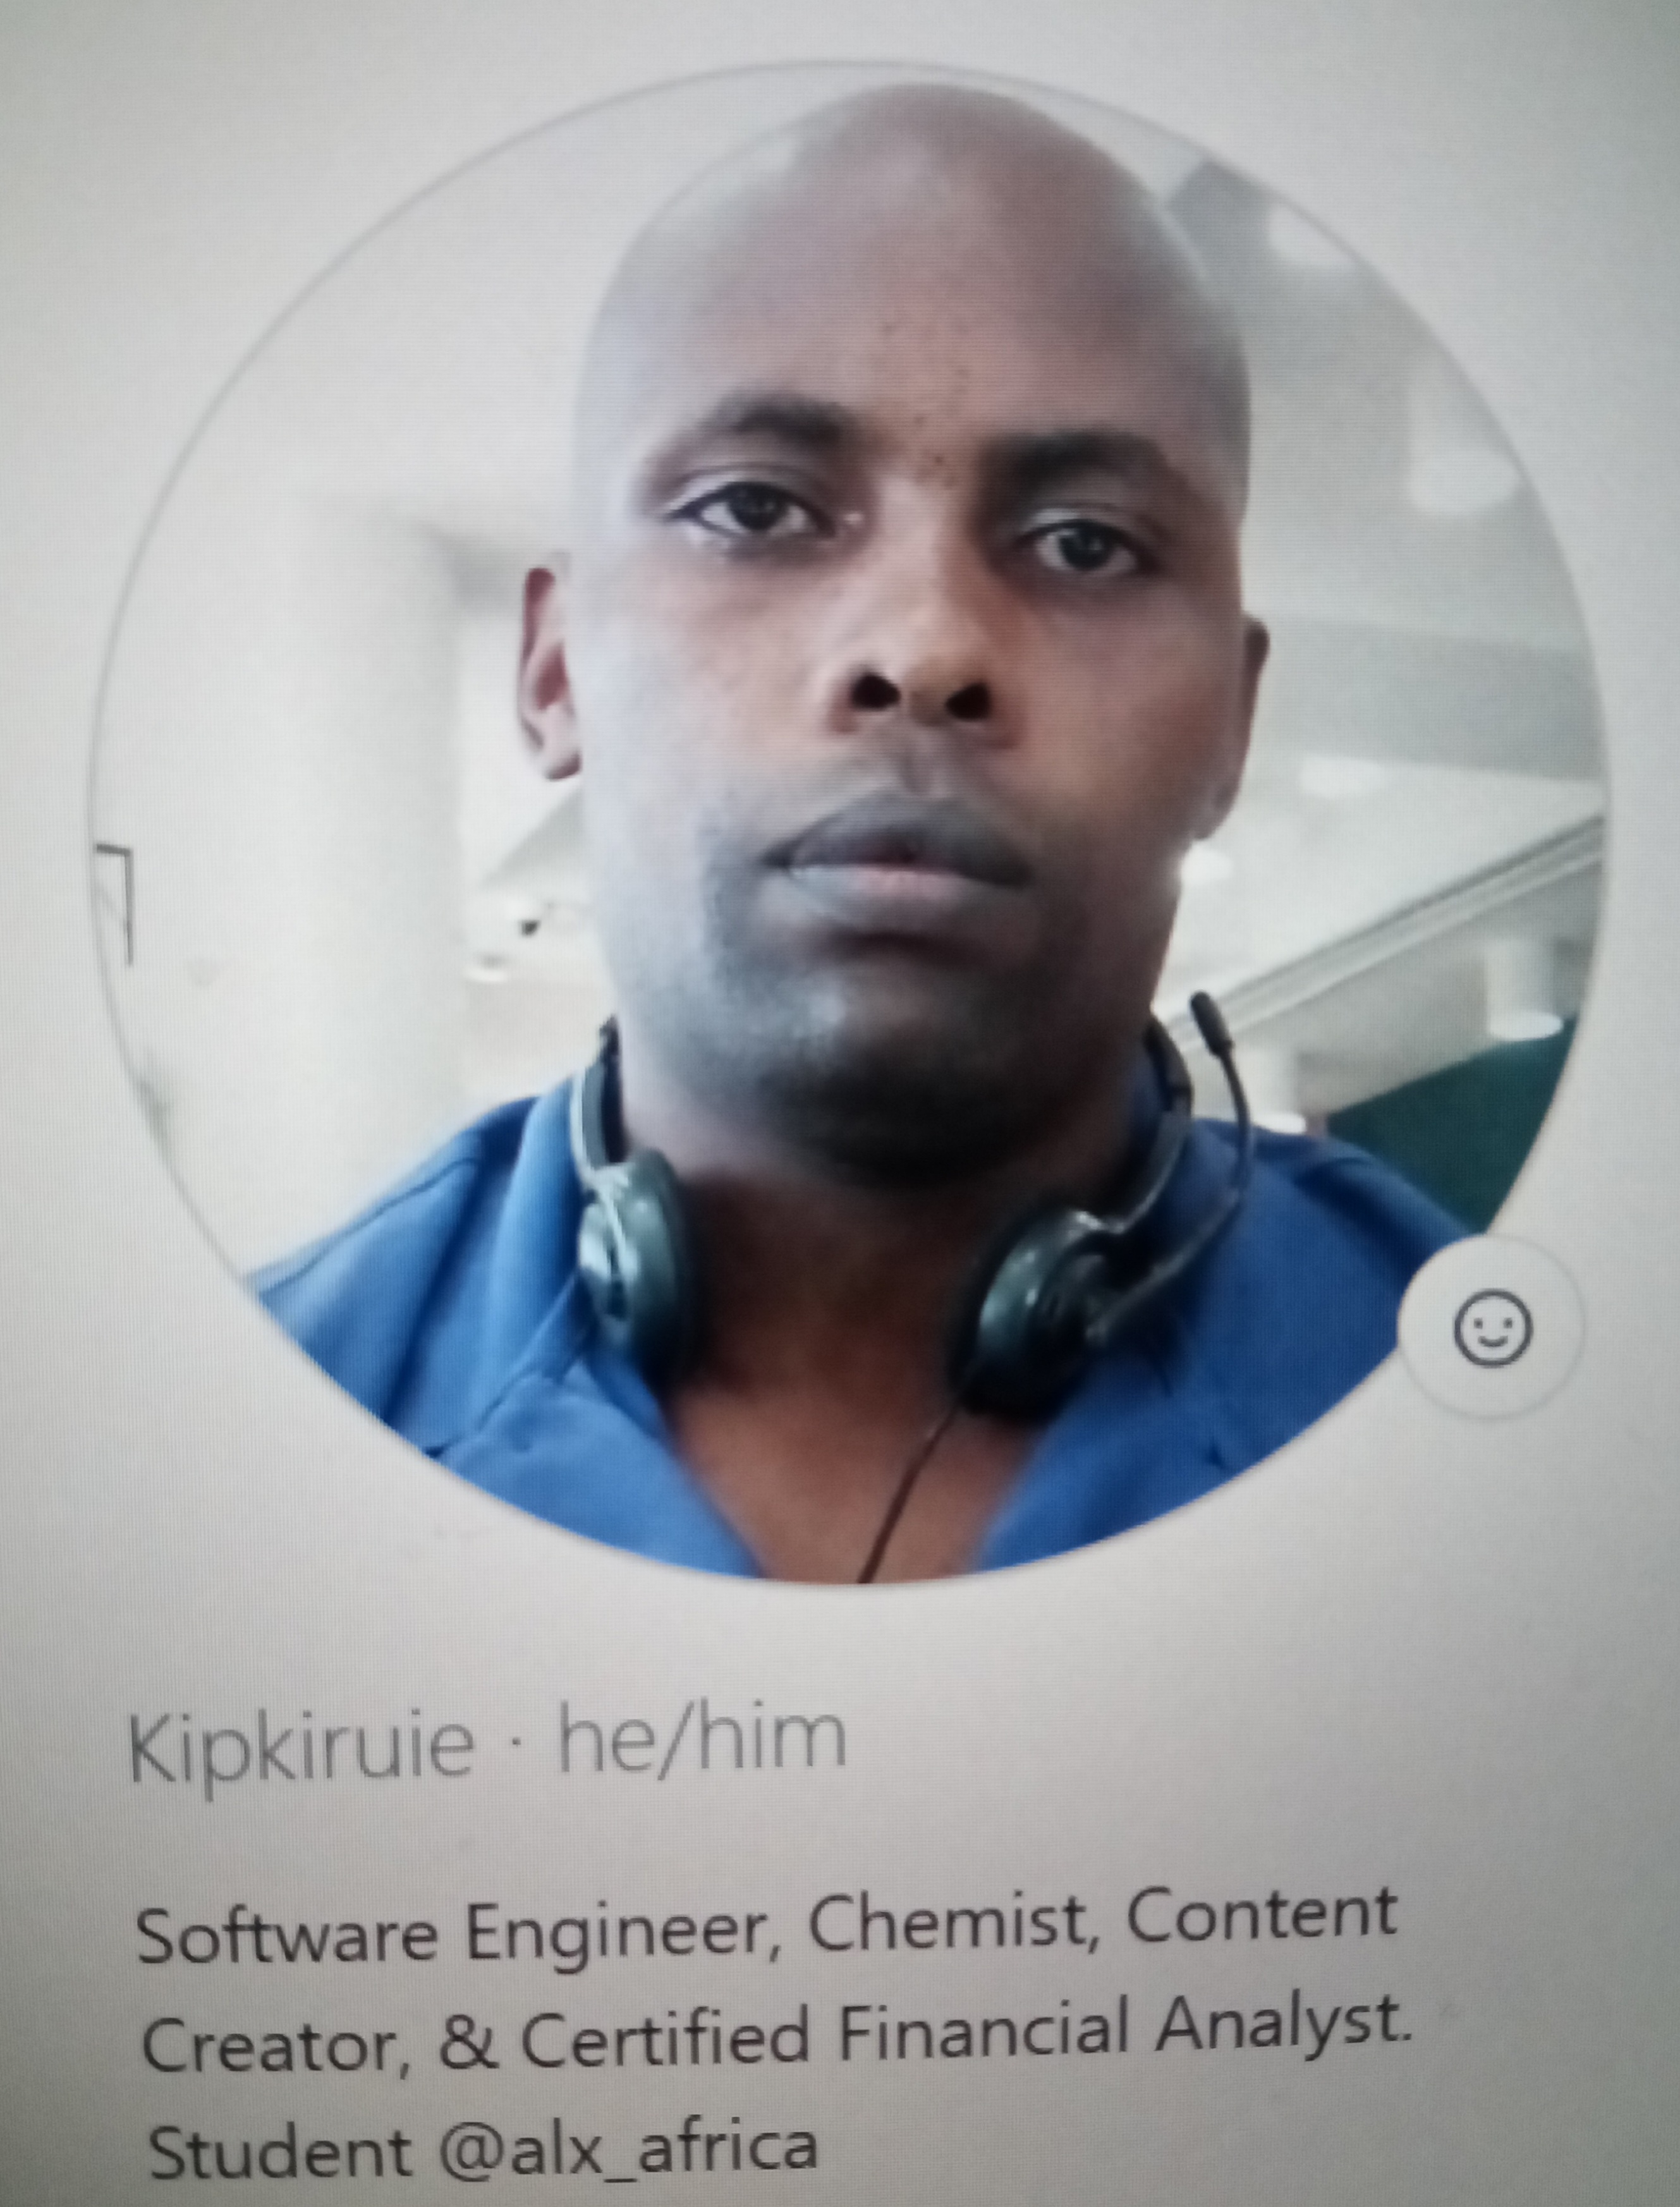 Kipkiruie · he/him
Software Engineer, Chemist, Content
Creator, & Certified Financial Analyst.
Student @alx_africa